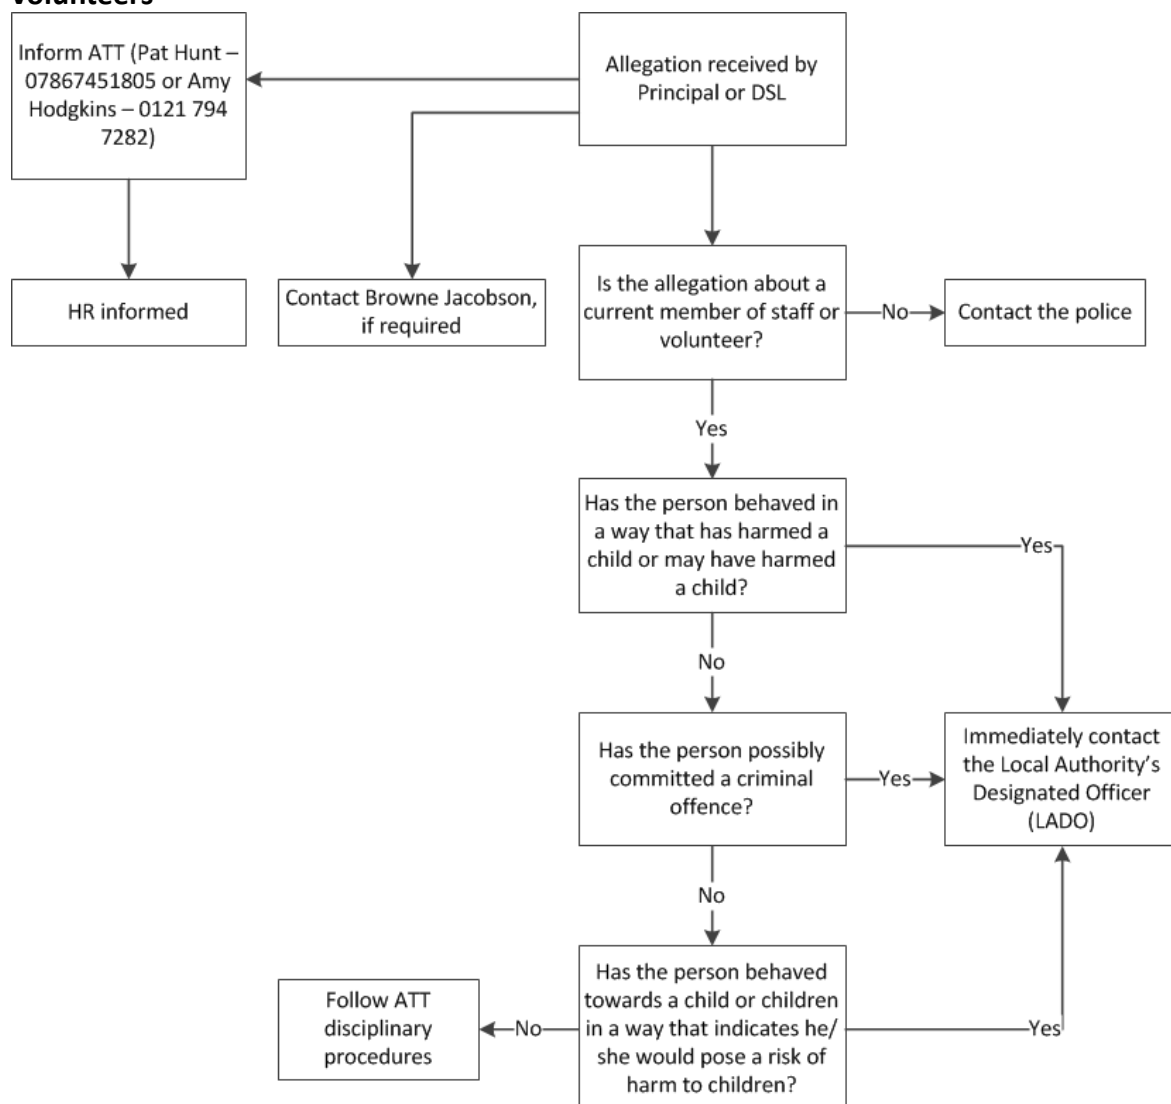 Volunteers
Inform ATT (Pat Hunt –
07867451805 or Amy
Hodgkins – 0121 794
7282)
Allegation received by
Principal or DSL
HR informed
Contact Browne Jacobson,
if required
Is the allegation about a
current member of staff or
volunteer?
No
Contact the police
Yes
Has the person behaved in
a way that has harmed a
child or may have harmed
a child?
Yes
No
Has the person possibly
committed a criminal
offence?
Yes
Immediately contact
the Local Authority’s
Designated Officer
(LADO)
No
Has the person behaved
towards a child or children
in a way that indicates he/
she would pose a risk of
harm to children?
No
Follow ATT
disciplinary
procedures
Yes